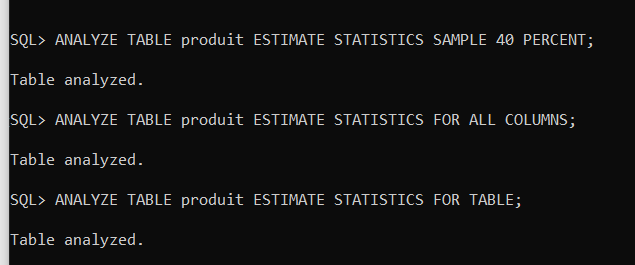 SQL> ANALYZE TABLE produit ESTIMATE STATISTICS SAMPLE 40 PERCENT;
Table analyzed.
SQL> ANALYZE TABLE produit ESTIMATE STATISTICS FOR ALL COLUMNS;
Table analyzed.
SQL> ANALYZE TABLE produit ESTIMATE STATISTICS FOR TABLE;
Table analyzed.